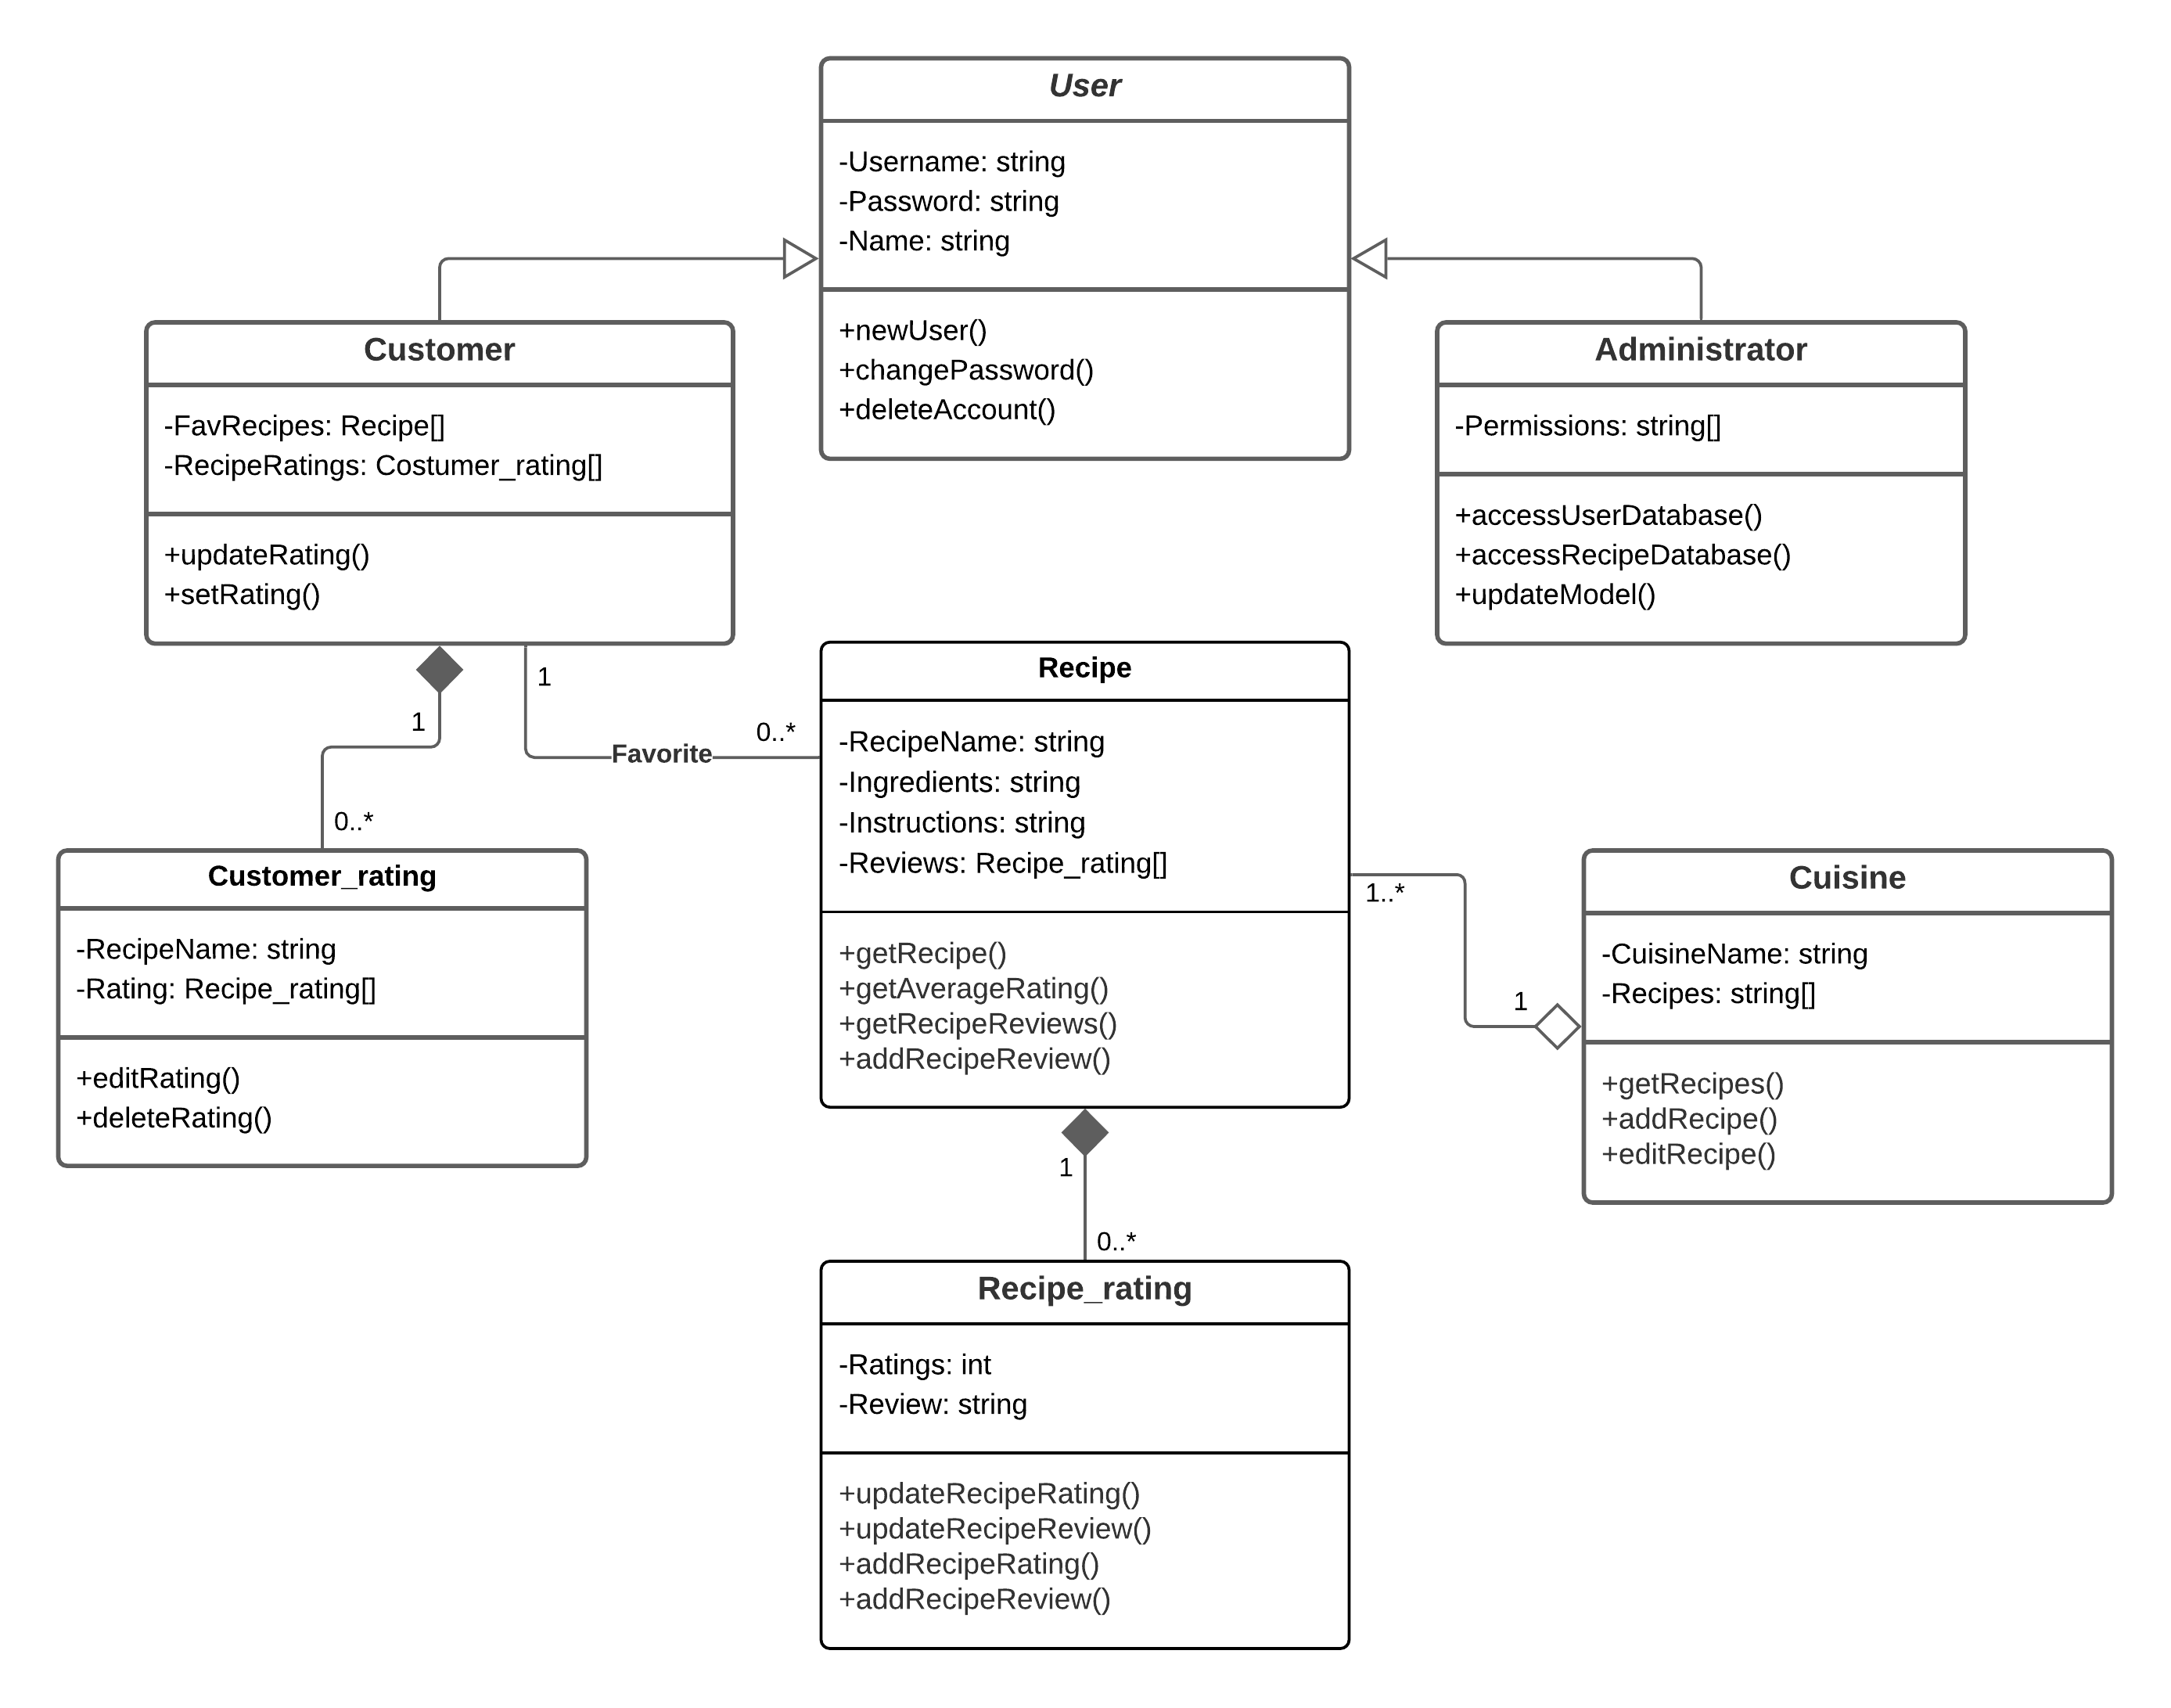 User
-Username: string
-Password: string
-Name: string
+newUser()
+changePassword()
+deleteAccount()
Customer
-FavRecipes: Recipe[]
-RecipeRatings: Costumer_rating[]
+updateRating()
+setRating()
Administrator
-Permissions: string[]
+accessUserDatabase()
+accessRecipeDatabase()
+updateModel()
1
0..*
1
Favorite
0..*
Recipe
-RecipeName: string
-Ingredients: string
-Instructions: string
-Reviews: Recipe_rating[]
+getRecipe()
+getAverageRating()
+getRecipeReviews()
+addRecipeReview()
Customer_rating
-RecipeName: string
-Rating: Recipe_rating[]
+editRating()
+deleteRating()
1..*
1
Cuisine
-CuisineName: string
-Recipes: string[]
+getRecipes()
+addRecipe()
+editRecipe()
1
0..*
Recipe_rating
-Ratings: int
-Review: string
+updateRecipeRating()
+updateRecipeReview()
+addRecipeRating()
+addRecipeReview()